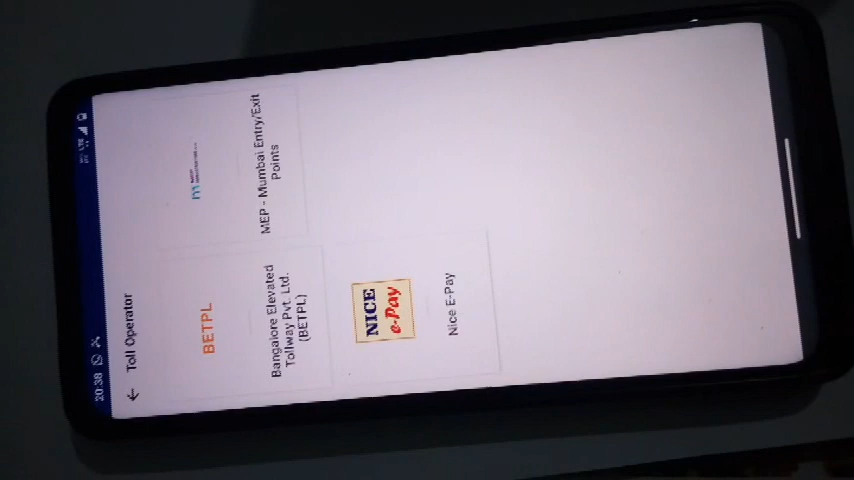 20:38
Toll Operator
BETPL
Bangalore Elevated
Tollway Pvt. Ltd.
(BETPL)
MEP - Mumbai Entry/Exit
Points
NICE
e-Pay
Nice E-Pay